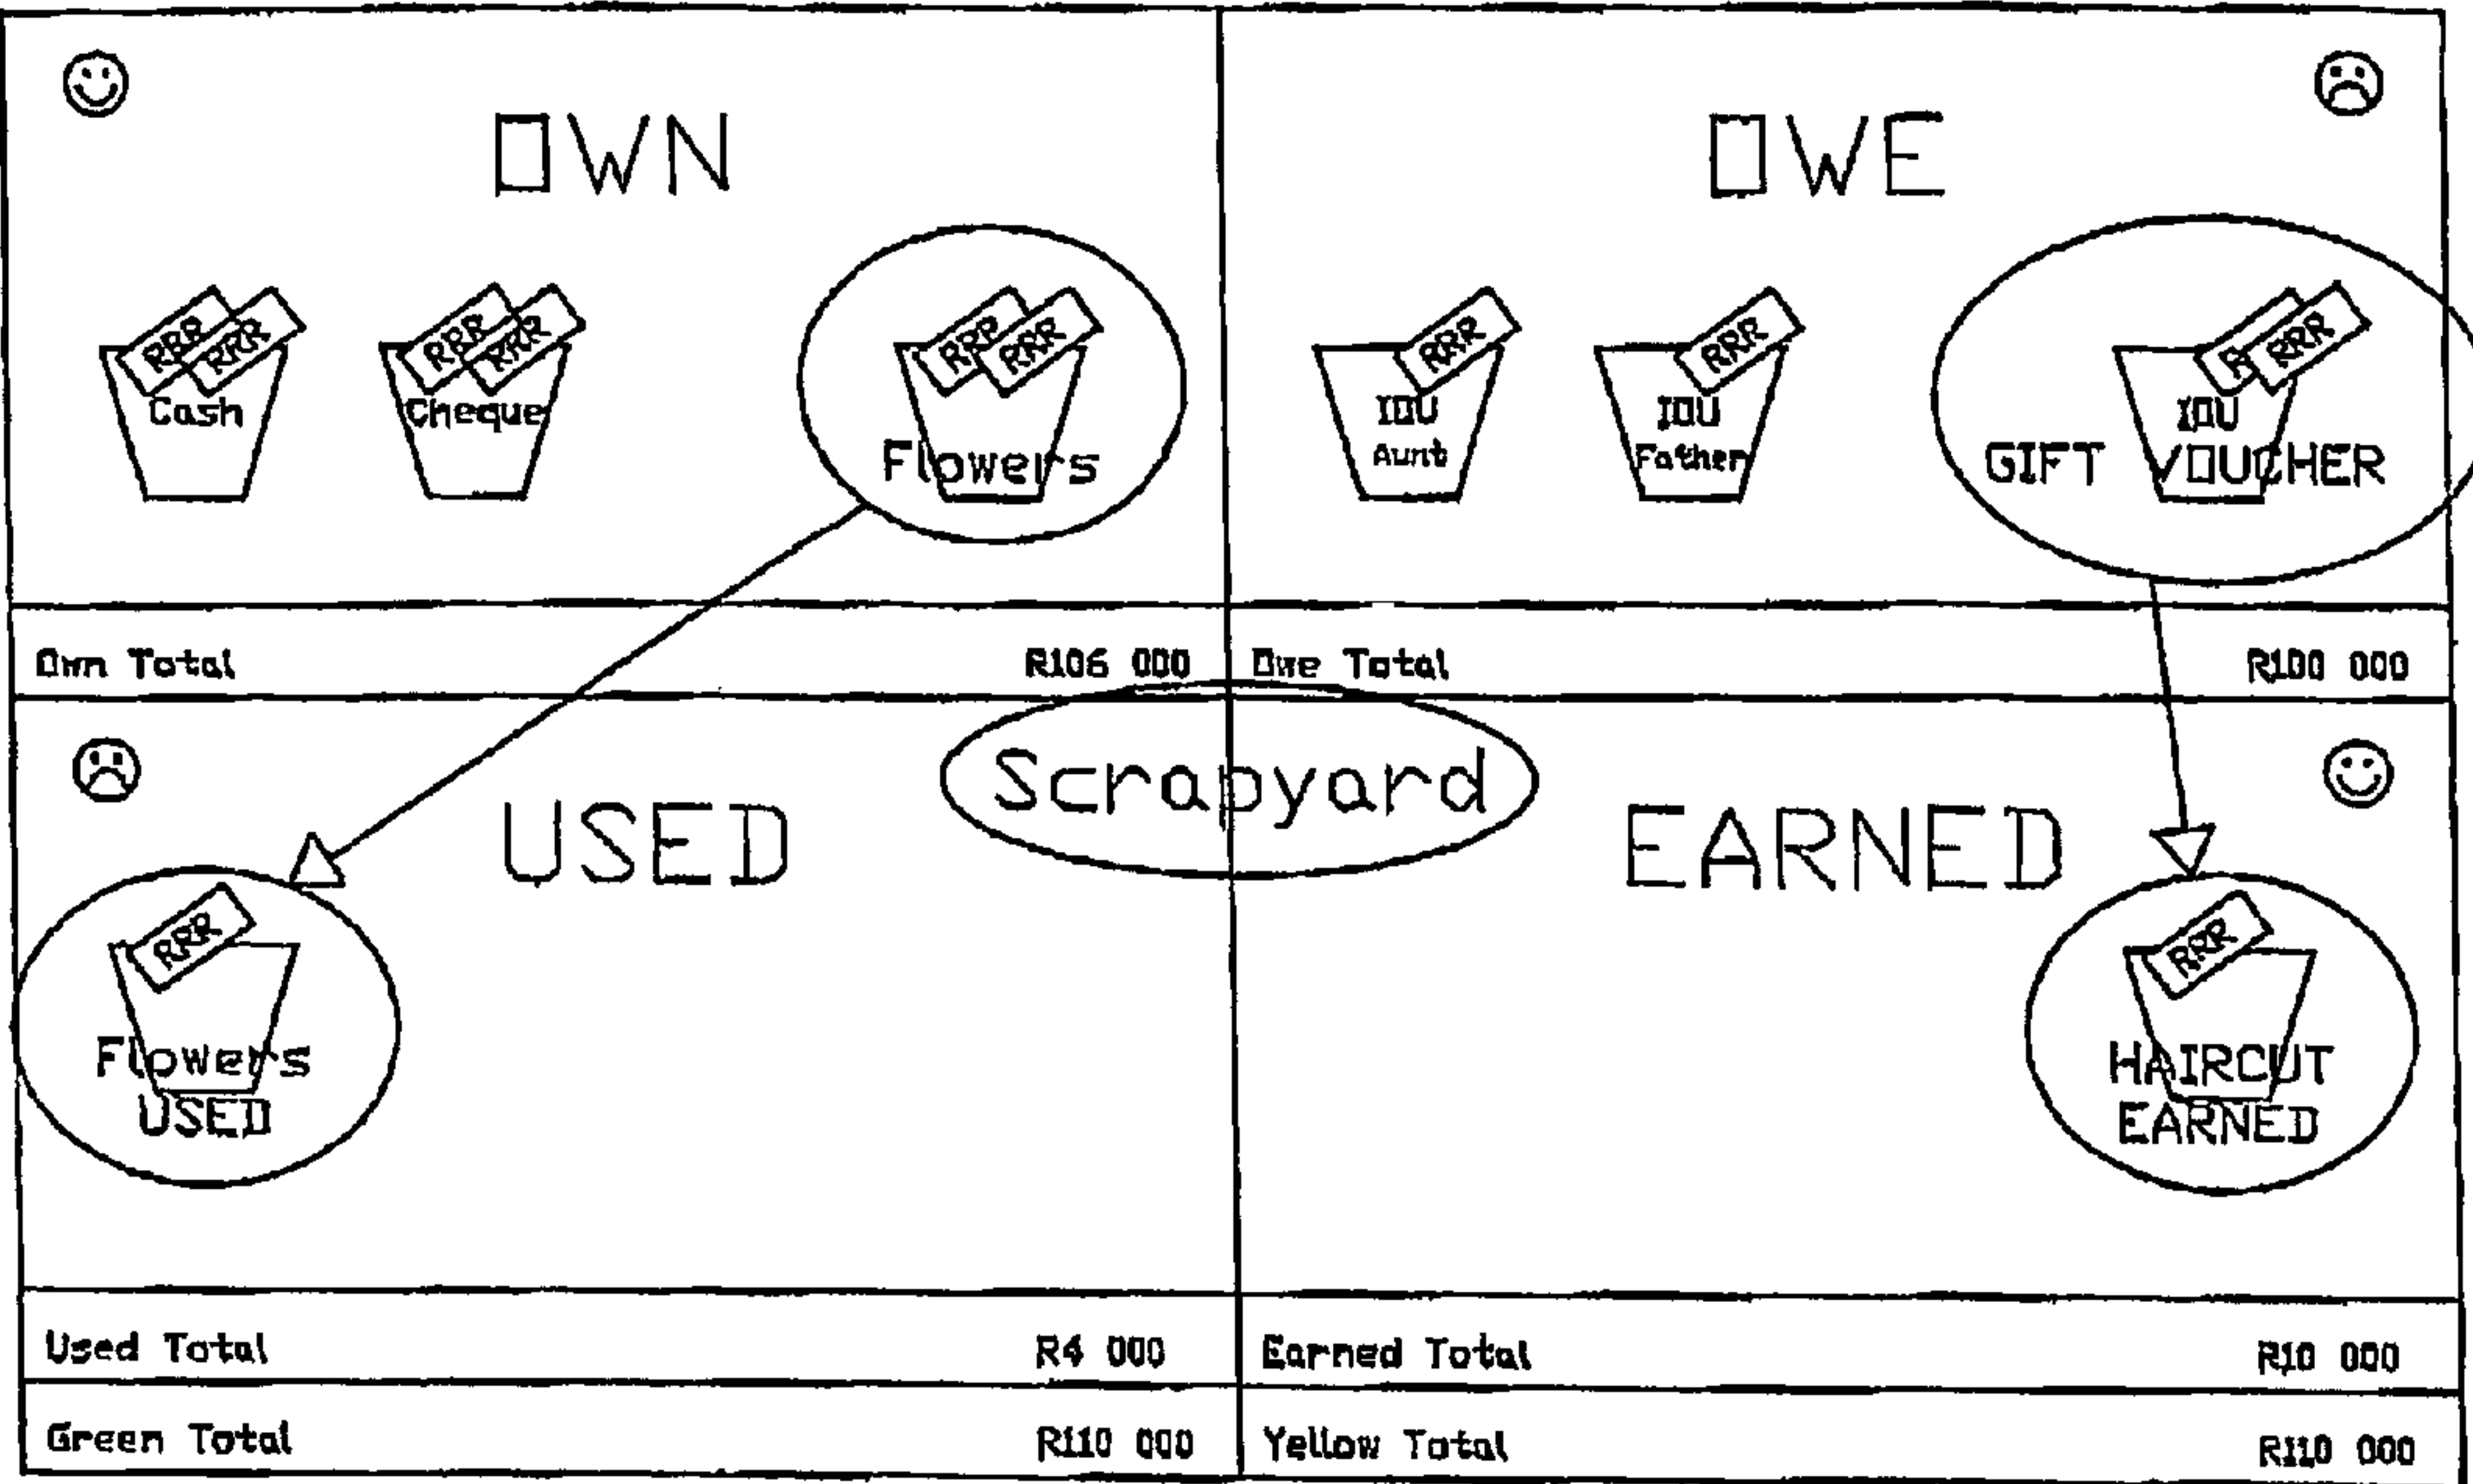 OWN
OWE
RRR RRR
RRR RRR
RRR RRR
RRR
RRR
R RRR
Cash
Cheque
Flowers
IOU
Aunt
IOU
Father
IOU
GIFT VOUCHER
Own Total R106 000
Owe Total R100 000
Scrapyard
USED
EARNED
RRR
Flowers
USED
RRR
HAIRCUT
EARNED
Used Total R4 000
Earned Total R10 000
Green Total R110 000
Yellow Total R110 000